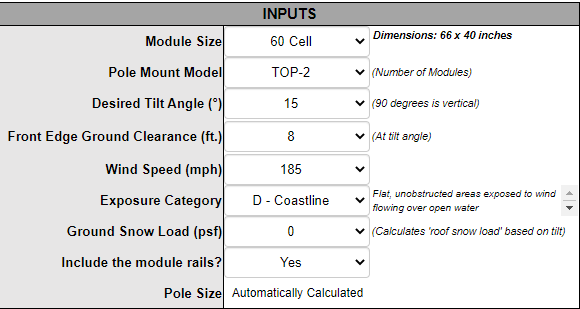 INPUTS
Module Size 60 Cell Dimensions: 66 x 40 inches
Pole Mount Model TOP-2 (Number of Modules)
Desired Tilt Angle (°) 15 (90 degrees is vertical)
Front Edge Ground Clearance (ft.) 8 (At tilt angle)
Wind Speed (mph) 185
Exposure Category D - Coastline Flat, unobstructed areas exposed to wind
flowing over open water
Ground Snow Load (psf) 0 (Calculates 'roof snow load' based on tilt)
Include the module rails? Yes
Pole Size Automatically Calculated